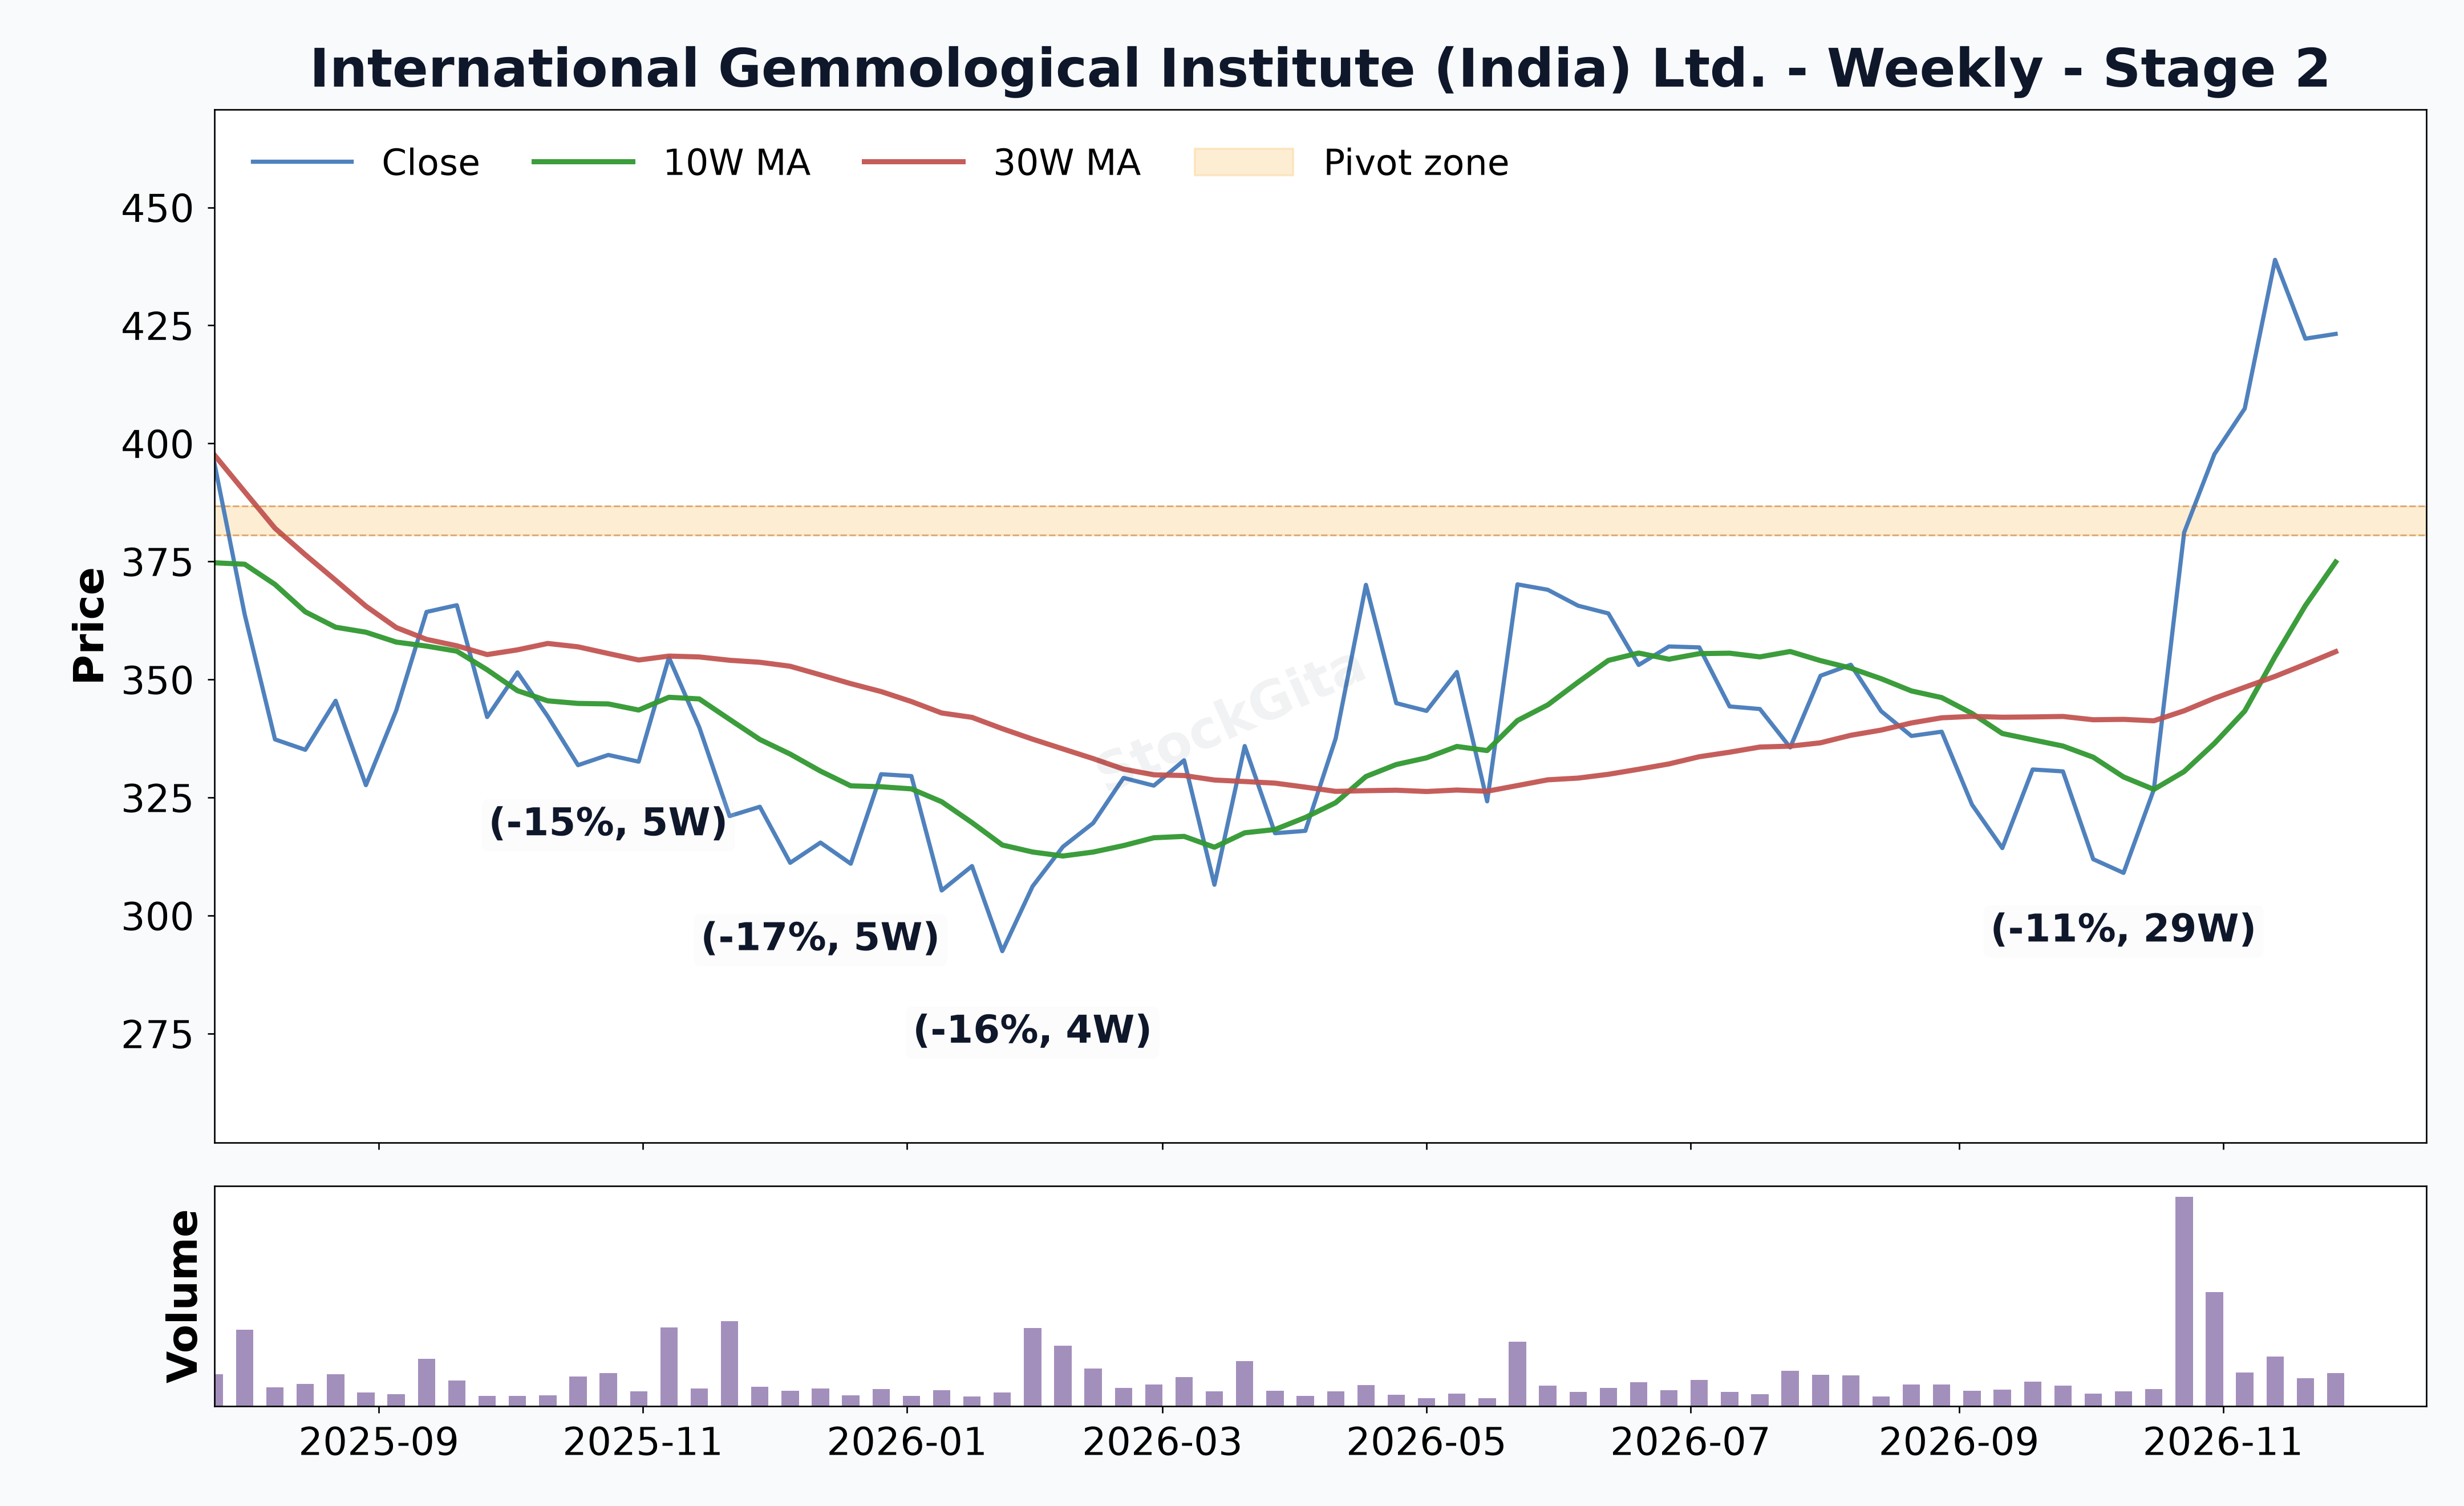 International Gemmological Institute (India) Ltd. - Weekly - Stage 2
Close 10W MA 30W MA Pivot zone
450
425
400
375
350
325
300
275
Price
StockGita
(-15%, 5W)
(-17%, 5W)
(-16%, 4W)
(-11%, 29W)
Volume
2025-09 2025-11 2026-01 2026-03 2026-05 2026-07 2026-09 2026-11